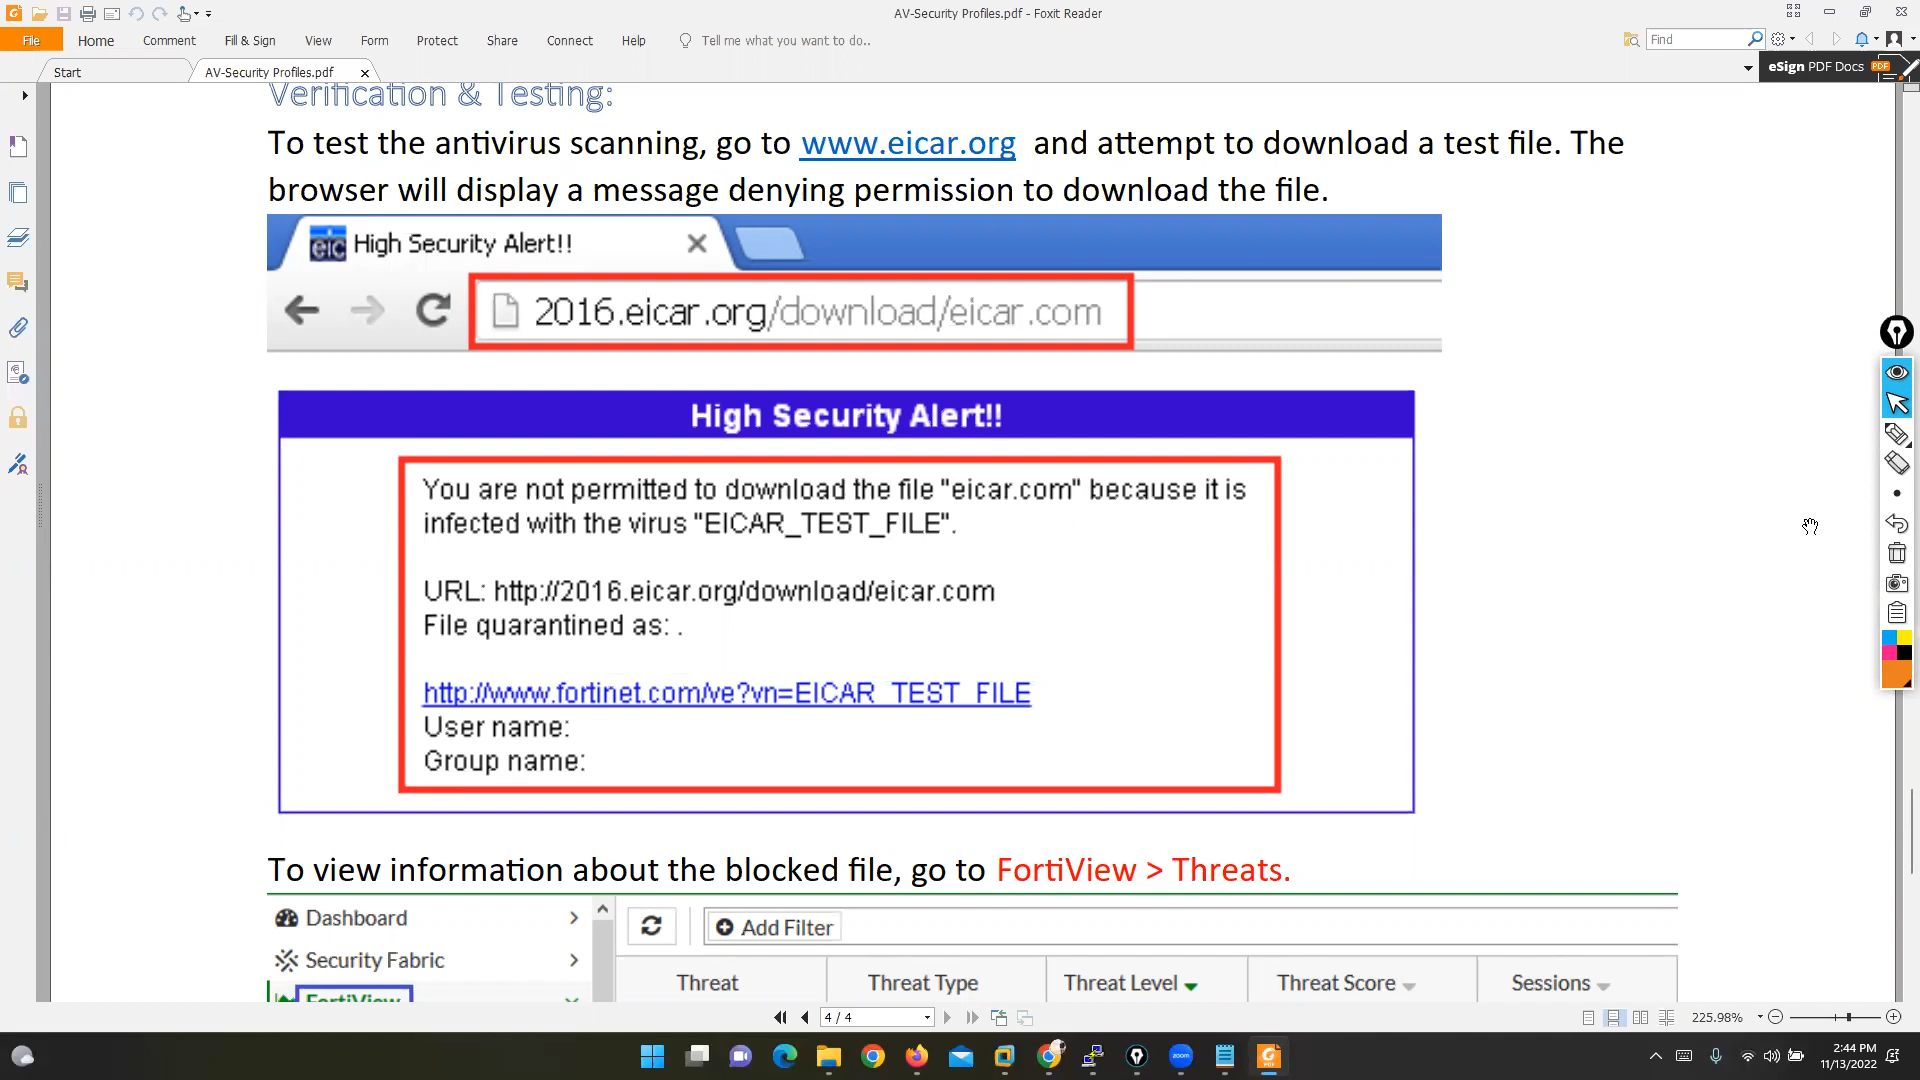 AV-Security Profiles.pdf - Foxit Reader
File Home Comment Fill & Sign View Form Protect Share Connect Help Tell me what you want to do.. Find
Start AV-Security Profiles.pdf eSign PDF Docs PDF
Verification & Testing:
To test the antivirus scanning, go to www.eicar.org and attempt to download a test file. The
browser will display a message denying permission to download the file.
eic High Security Alert!!
2016.eicar.org/download/eicar.com
High Security Alert!!
You are not permitted to download the file "eicar.com" because it is
infected with the virus "EICAR_TEST_FILE".
URL: http://2016.eicar.org/download/eicar.com
File quarantined as: .
http://www.fortinet.com/ve?vn=EICAR_TEST_FILE
User name:
Group name:
To view information about the blocked file, go to FortiView > Threats.
Dashboard
Add Filter
Security Fabric
Threat Threat Type Threat Level Threat Score Sessions
FortiView
4 / 4 225.98%
zoom
PDF
2:44 PM
11/13/2022